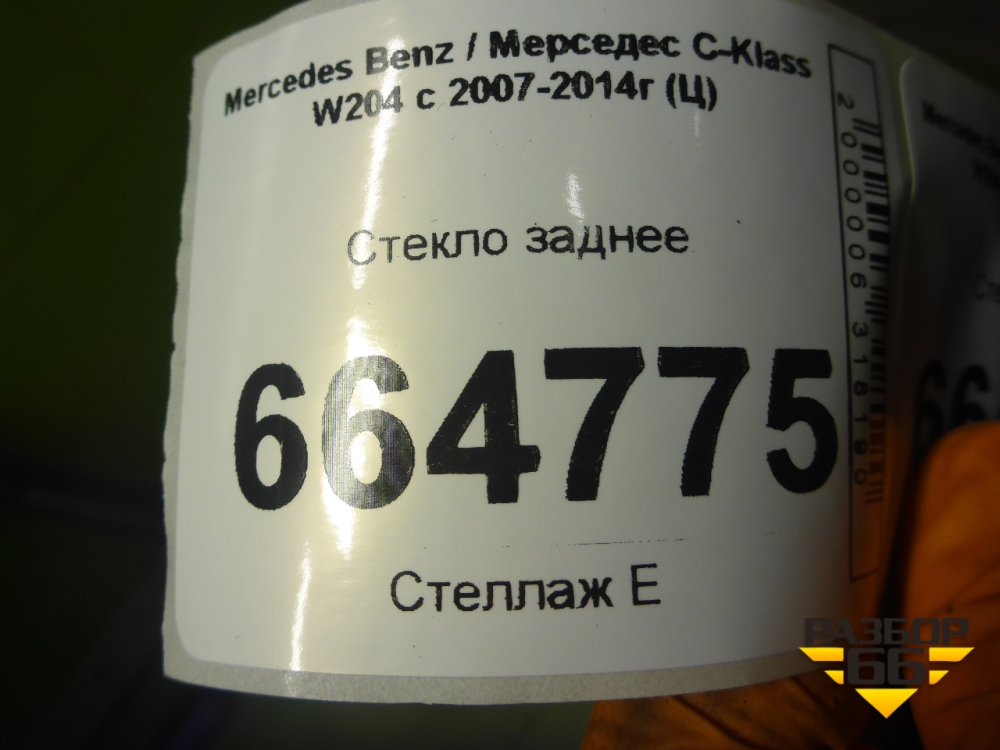 Mercedes Benz / Мерседес C-Klass
W204 с 2007-2014г (Ц)
Стекло заднее
664775
Стеллаж Е
2000006318190
РАЗБОР
66